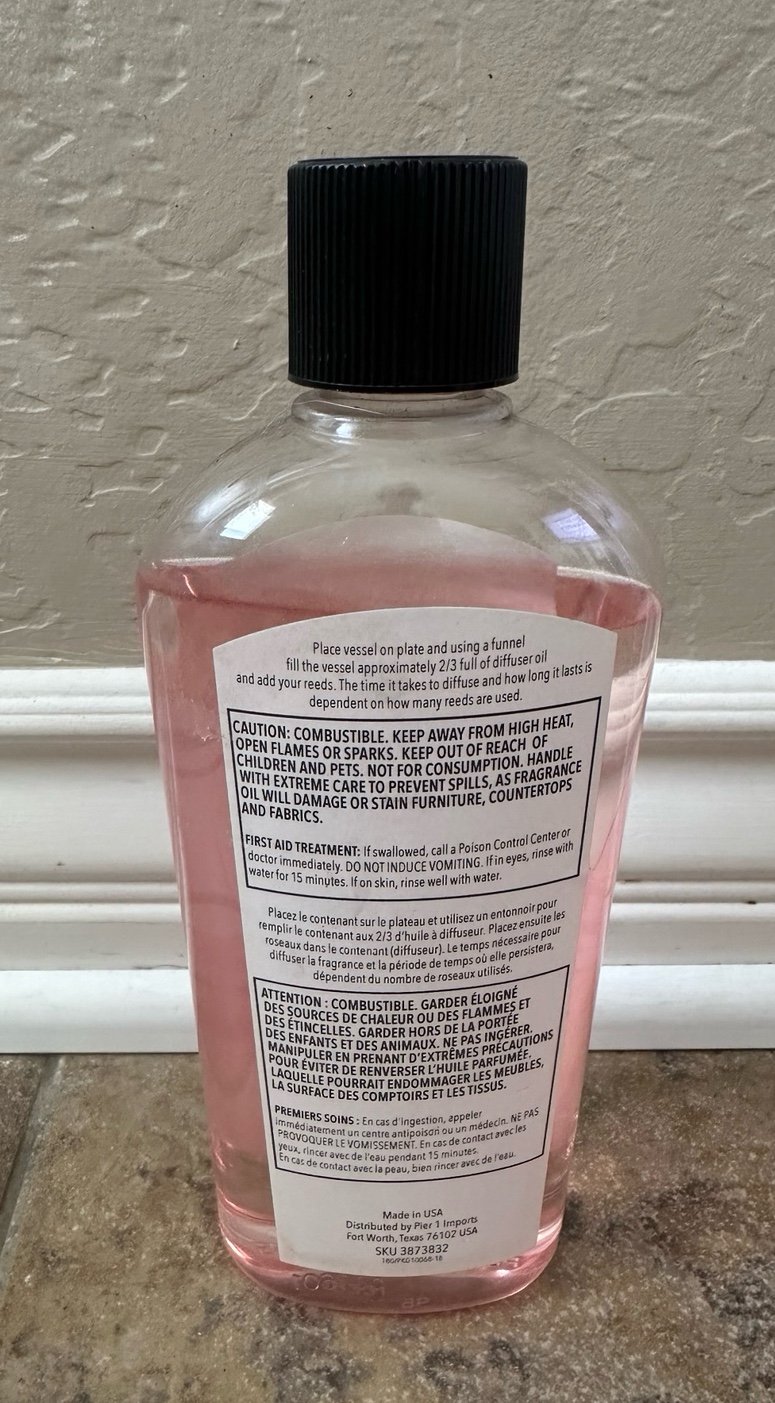 Place vessel on plate and using a funnel
fill the vessel approximately 2/3 full of diffuser oil
and add your reeds. The time it takes to diffuse and how long it lasts is
dependent on how many reeds are used.
CAUTION: COMBUSTIBLE. KEEP AWAY FROM HIGH HEAT,
OPEN FLAMES OR SPARKS. KEEP OUT OF REACH OF
CHILDREN AND PETS. NOT FOR CONSUMPTION. HANDLE
WITH EXTREME CARE TO PREVENT SPILLS, AS FRAGRANCE
OIL WILL DAMAGE OR STAIN FURNITURE, COUNTERTOPS
AND FABRICS.
FIRST AID TREATMENT: If swallowed, call a Poison Control Center or
doctor immediately. DO NOT INDUCE VOMITING. If in eyes, rinse with
water for 15 minutes. If on skin, rinse well with water.
Placez le contenant sur le plateau et utilisez un entonnoir pour
remplir le contenant aux 2/3 d'huile à diffuseur. Placez ensuite les
roseaux dans le contenant (diffuseur). Le temps nécessaire pour
diffuser la fragrance et la période de temps où elle persistera,
dépendent du nombre de roseaux utilisés.
ATTENTION : COMBUSTIBLE. GARDER ÉLOIGNÉ
DES SOURCES DE CHALEUR OU DES FLAMMES ET
DES ÉTINCELLES. GARDER HORS DE LA PORTÉE
DES ENFANTS ET DES ANIMAUX. NE PAS INGÉRER.
MANIPULER EN PRENANT D'EXTRÊMES PRÉCAUTIONS
POUR ÉVITER DE RENVERSER L'HUILE PARFUMÉE,
LAQUELLE POURRAIT ENDOMMAGER LES MEUBLES,
LA SURFACE DES COMPTOIRS ET LES TISSUS.
PREMIERS SOINS : En cas d'ingestion, appeler
immédiatement un centre antipoison ou un médecin. NE PAS
PROVOQUER LE VOMISSEMENT. En cas de contact avec les
yeux, rincer avec de l'eau pendant 15 minutes.
En cas de contact avec la peau, bien rincer avec de l'eau.
Made in USA
Distributed by Pier 1 Imports
Fort Worth, Texas 76102 USA
SKU 3873832